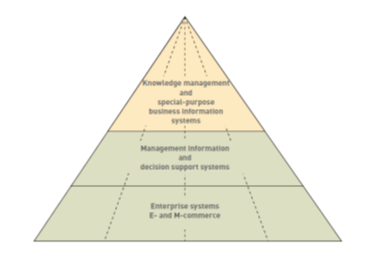 Knowledge management
and
special-purpose
business information
systems
Management information
and
decision support systems
Enterprise systems
E- and M-commerce